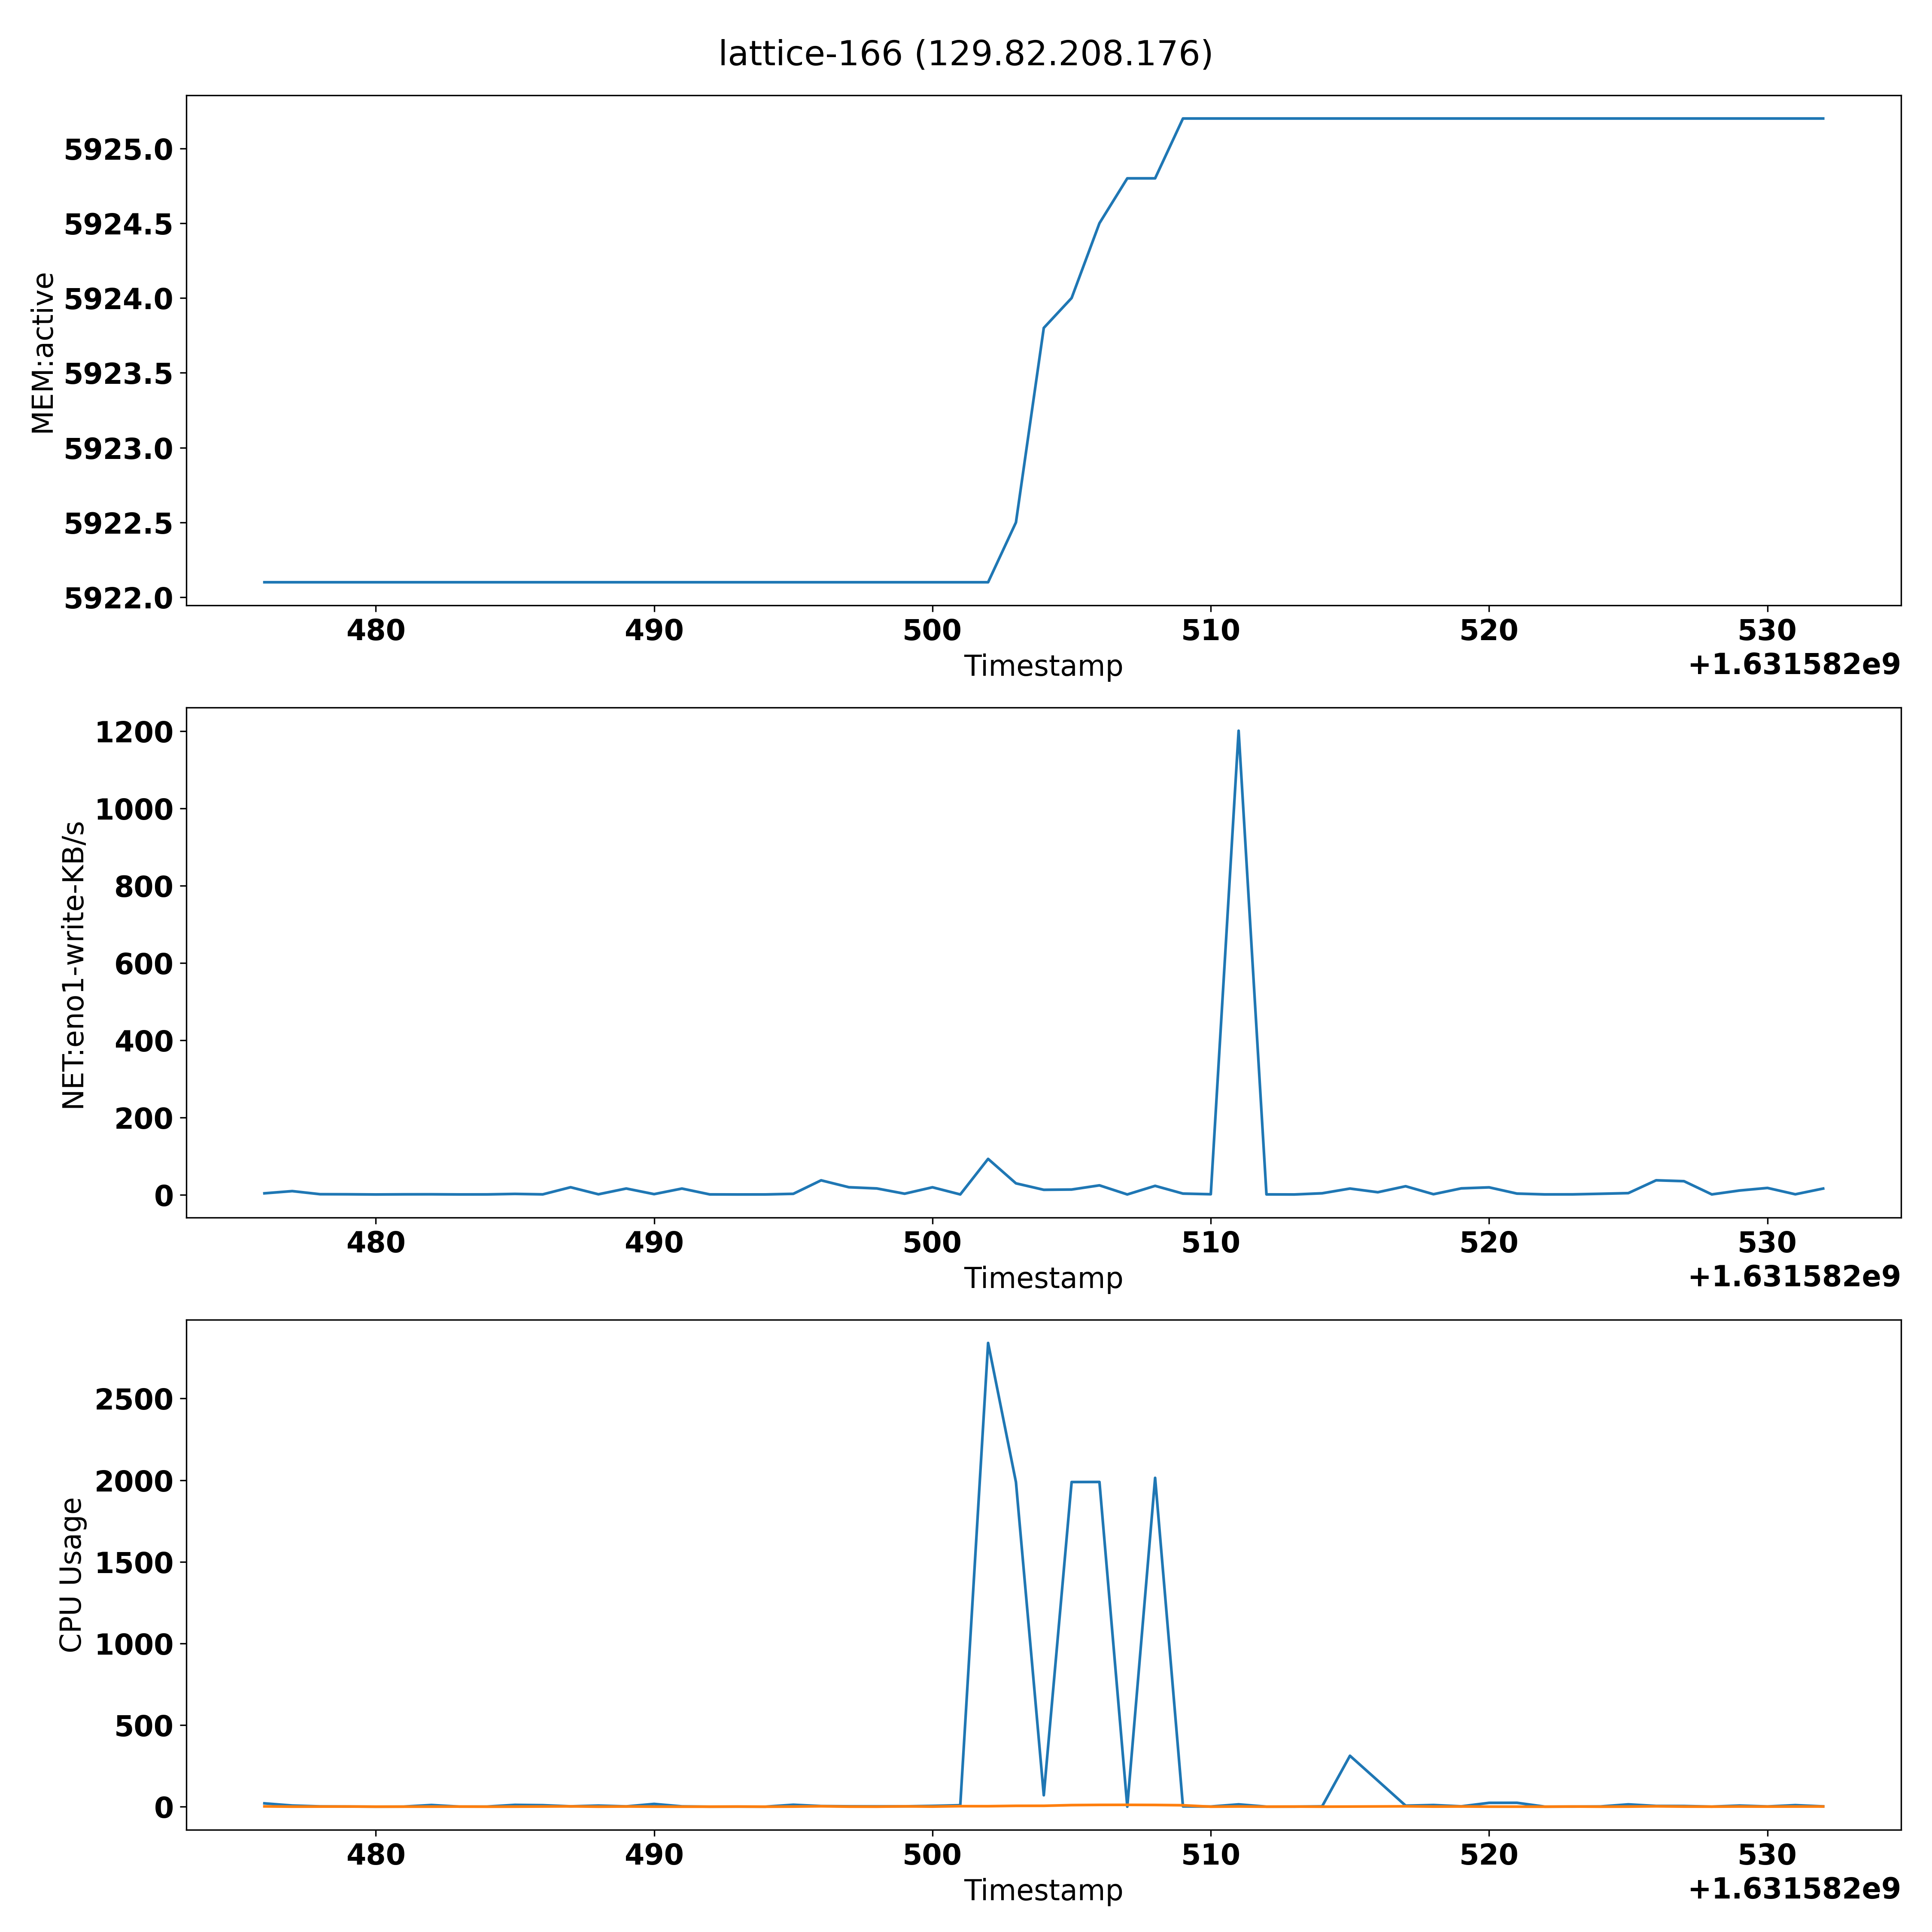 lattice-166 (129.82.208.176)
5925.0
5924.5
5924.0
5923.5
5923.0
5922.5
5922.0
MEM:active
480 490 500 510 520 530
Timestamp
+1.631582e9
1200
1000
800
600
400
200
0
NET:eno1-write-KB/s
480 490 500 510 520 530
Timestamp
+1.631582e9
2500
2000
1500
1000
500
0
CPU Usage
480 490 500 510 520 530
Timestamp
+1.631582e9